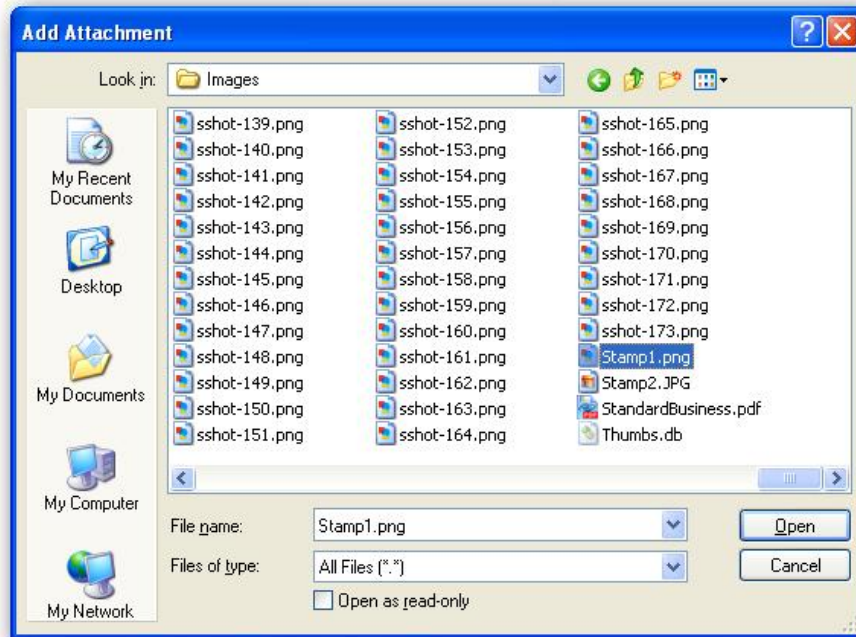 Add Attachment
Look in:
Images
My Recent
Documents
Desktop
My Documents
My Computer
My Network
sshot-139.png
sshot-140.png
sshot-141.png
sshot-142.png
sshot-143.png
sshot-144.png
sshot-145.png
sshot-146.png
sshot-147.png
sshot-148.png
sshot-149.png
sshot-150.png
sshot-151.png
sshot-152.png
sshot-153.png
sshot-154.png
sshot-155.png
sshot-156.png
sshot-157.png
sshot-158.png
sshot-159.png
sshot-160.png
sshot-161.png
sshot-162.png
sshot-163.png
sshot-164.png
sshot-165.png
sshot-166.png
sshot-167.png
sshot-168.png
sshot-169.png
sshot-170.png
sshot-171.png
sshot-172.png
sshot-173.png
Stamp1.png
Stamp2.JPG
StandardBusiness.pdf
Thumbs.db
File name:
Stamp1.png
Open
Files of type:
All Files (*.*)
Cancel
Open as read-only